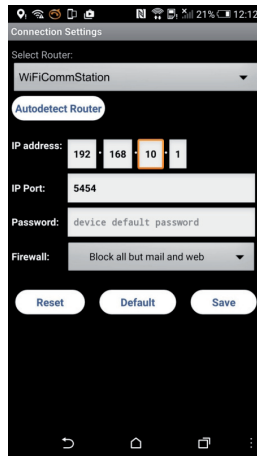 21% 12:12
Connection Settings
Select Router:
WiFiCommStation
Autodetect Router
IP address: 192 . 168 . 10 . 1
IP Port: 5454
Password: device default password
Firewall: Block all but mail and web
Reset Default Save